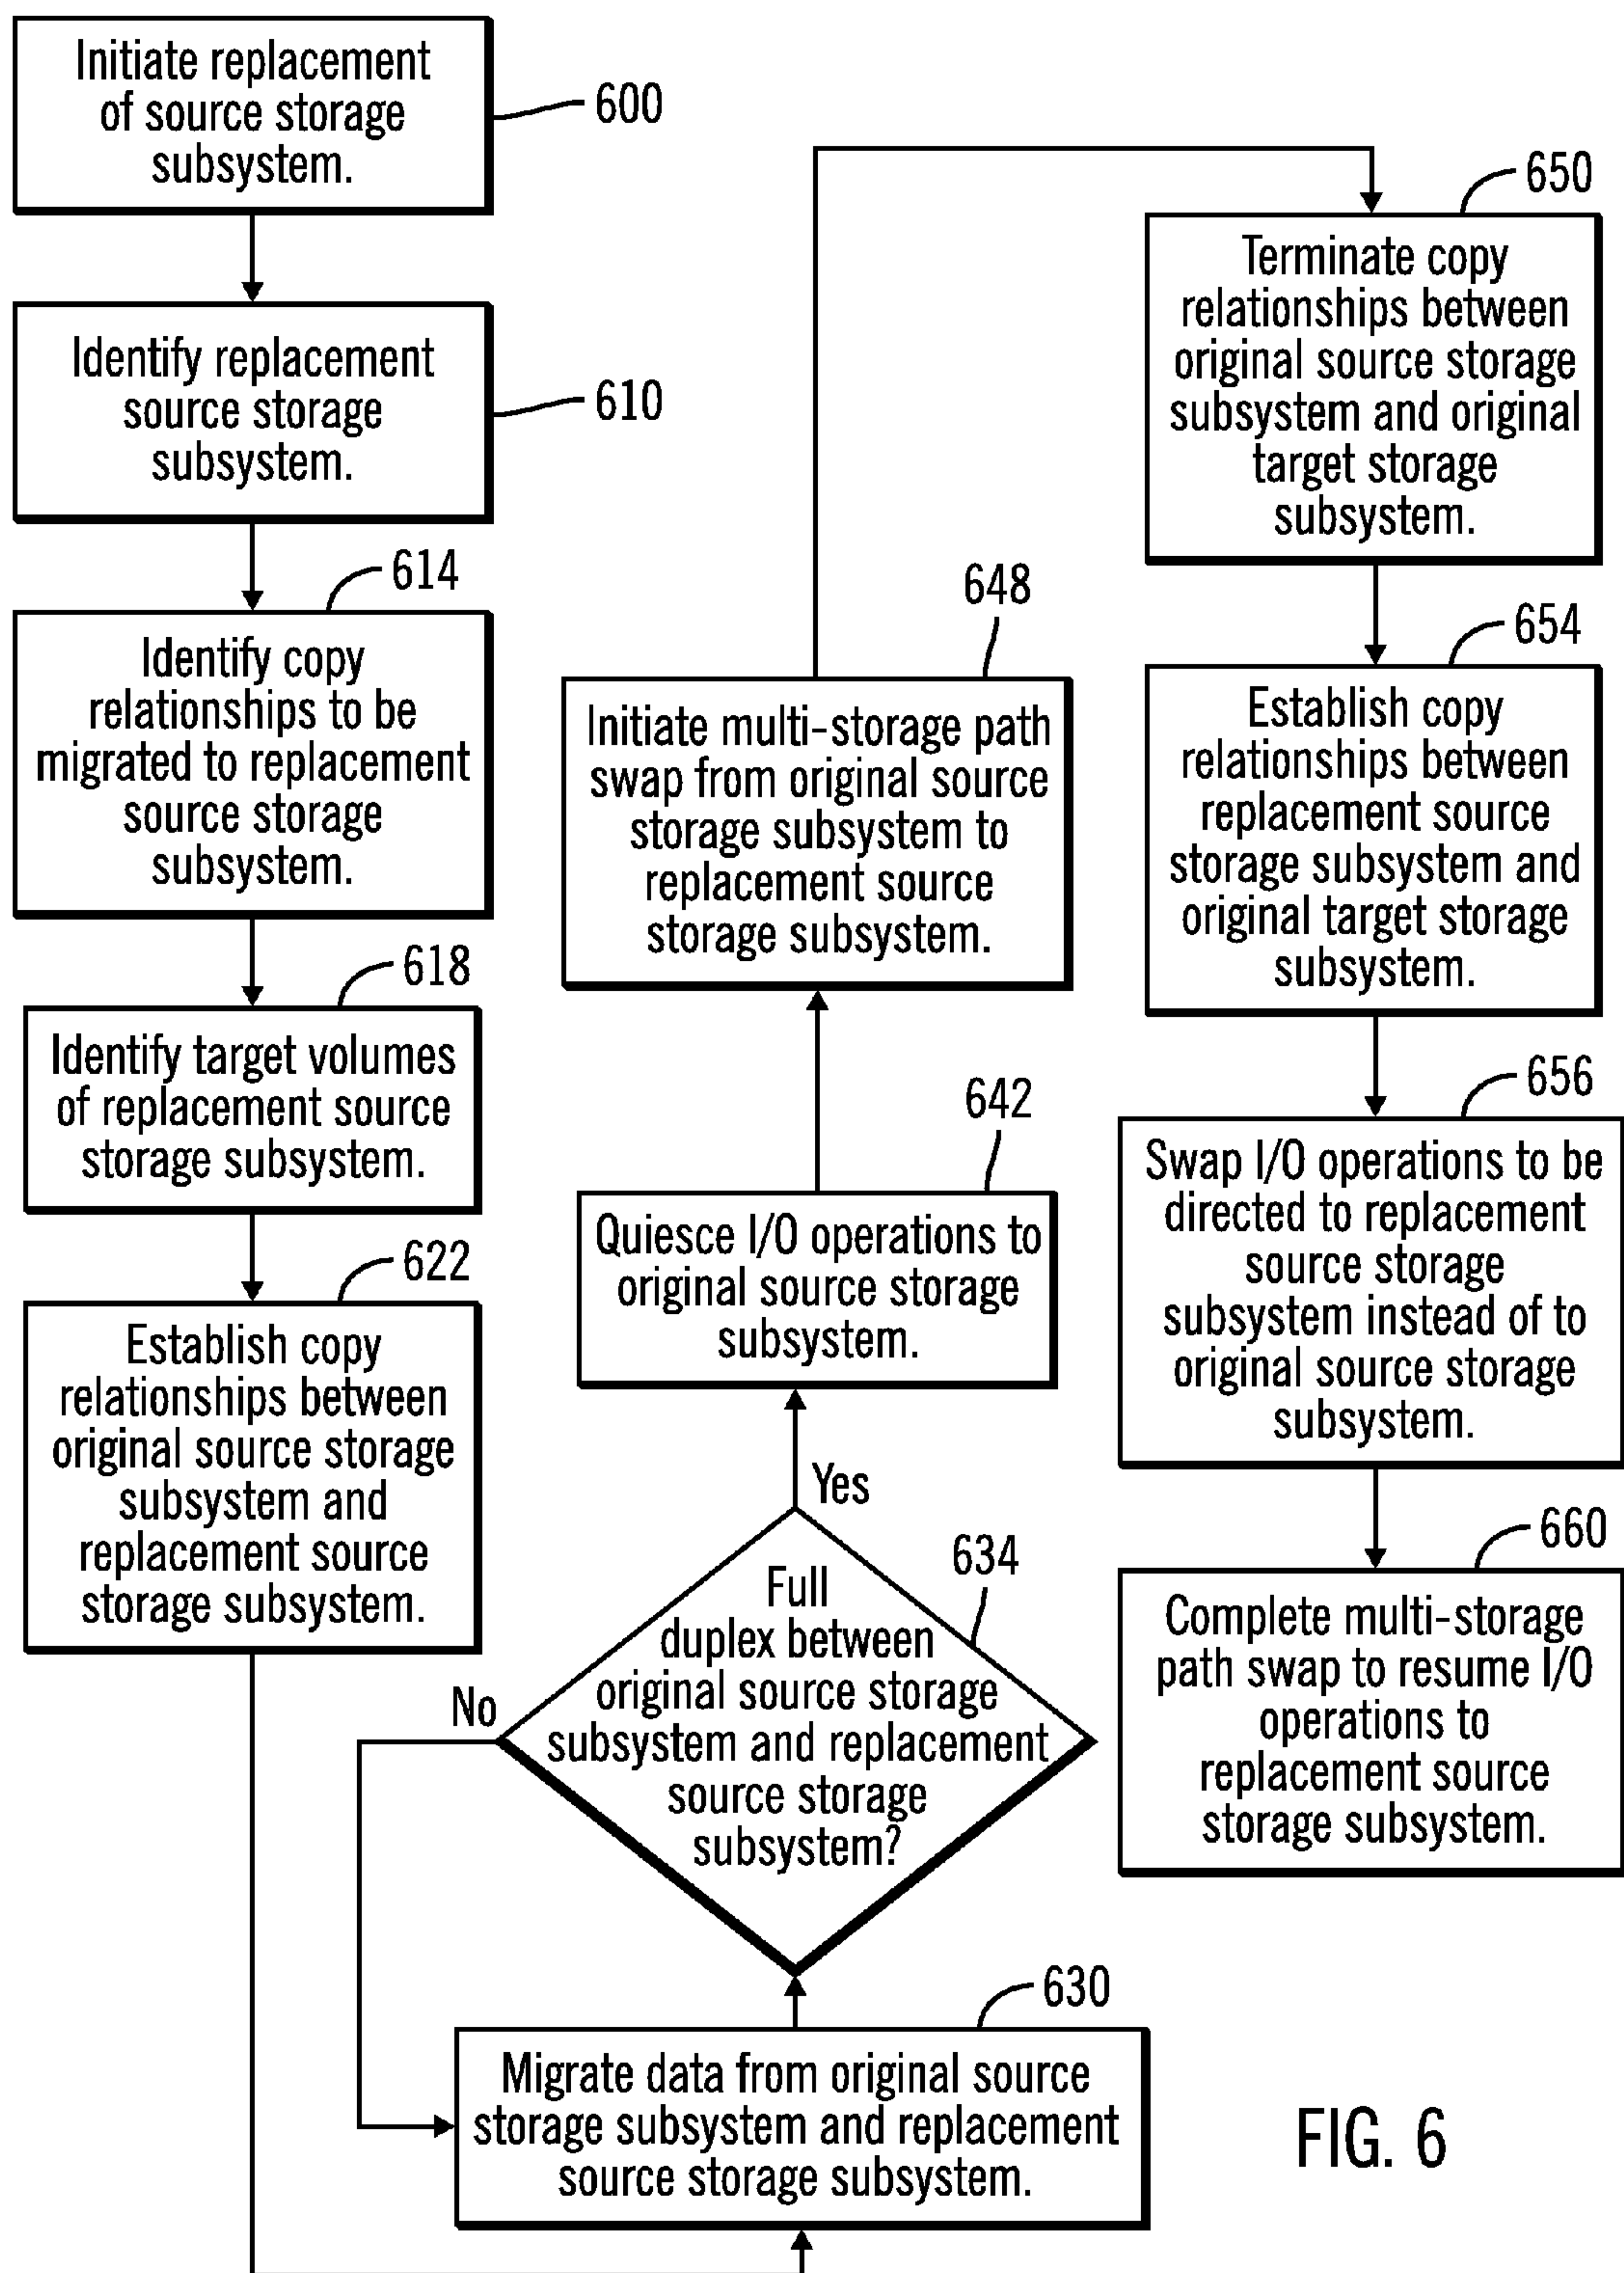 Initiate replacement
of source storage
subsystem.
600
Identify replacement
source storage
subsystem.
610
614
Identify copy
relationships to be
migrated to replacement
source storage
subsystem.
618
Identify target volumes
of replacement source
storage subsystem.
622
Establish copy
relationships between
original source storage
subsystem and
replacement source
storage subsystem.
630
Migrate data from original source
storage subsystem and replacement
source storage subsystem.
634
Full
duplex between
original source storage
subsystem and replacement
source storage
subsystem?
No
Yes
642
Quiesce I/O operations to
original source storage
subsystem.
648
Initiate multi-storage path
swap from original source
storage subsystem to
replacement source
storage subsystem.
650
Terminate copy
relationships between
original source storage
subsystem and original
target storage
subsystem.
654
Establish copy
relationships between
replacement source
storage subsystem and
original target storage
subsystem.
656
Swap I/O operations to be
directed to replacement
source storage
subsystem instead of to
original source storage
subsystem.
660
Complete multi-storage
path swap to resume I/O
operations to
replacement source
storage subsystem.
FIG. 6